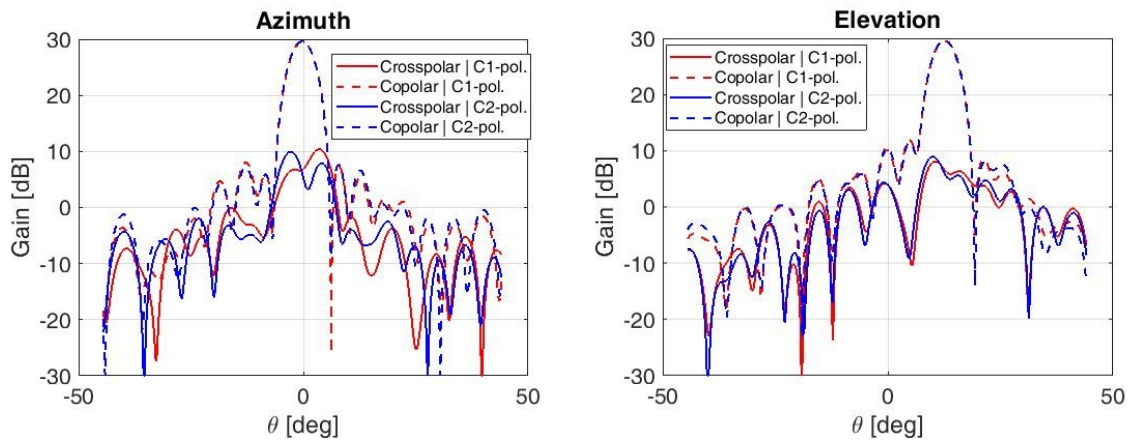 Azimuth
30
20
10
0
-10
-20
-30
Gain [dB]
Crosspolar | C1-pol.
Copolar | C1-pol.
Crosspolar | C2-pol.
Copolar | C2-pol.
-50
0
50
θ [deg]
Elevation
30
20
10
0
-10
-20
-30
Gain [dB]
Crosspolar | C1-pol.
Copolar | C1-pol.
Crosspolar | C2-pol.
Copolar | C2-pol.
-50
0
50
θ [deg]